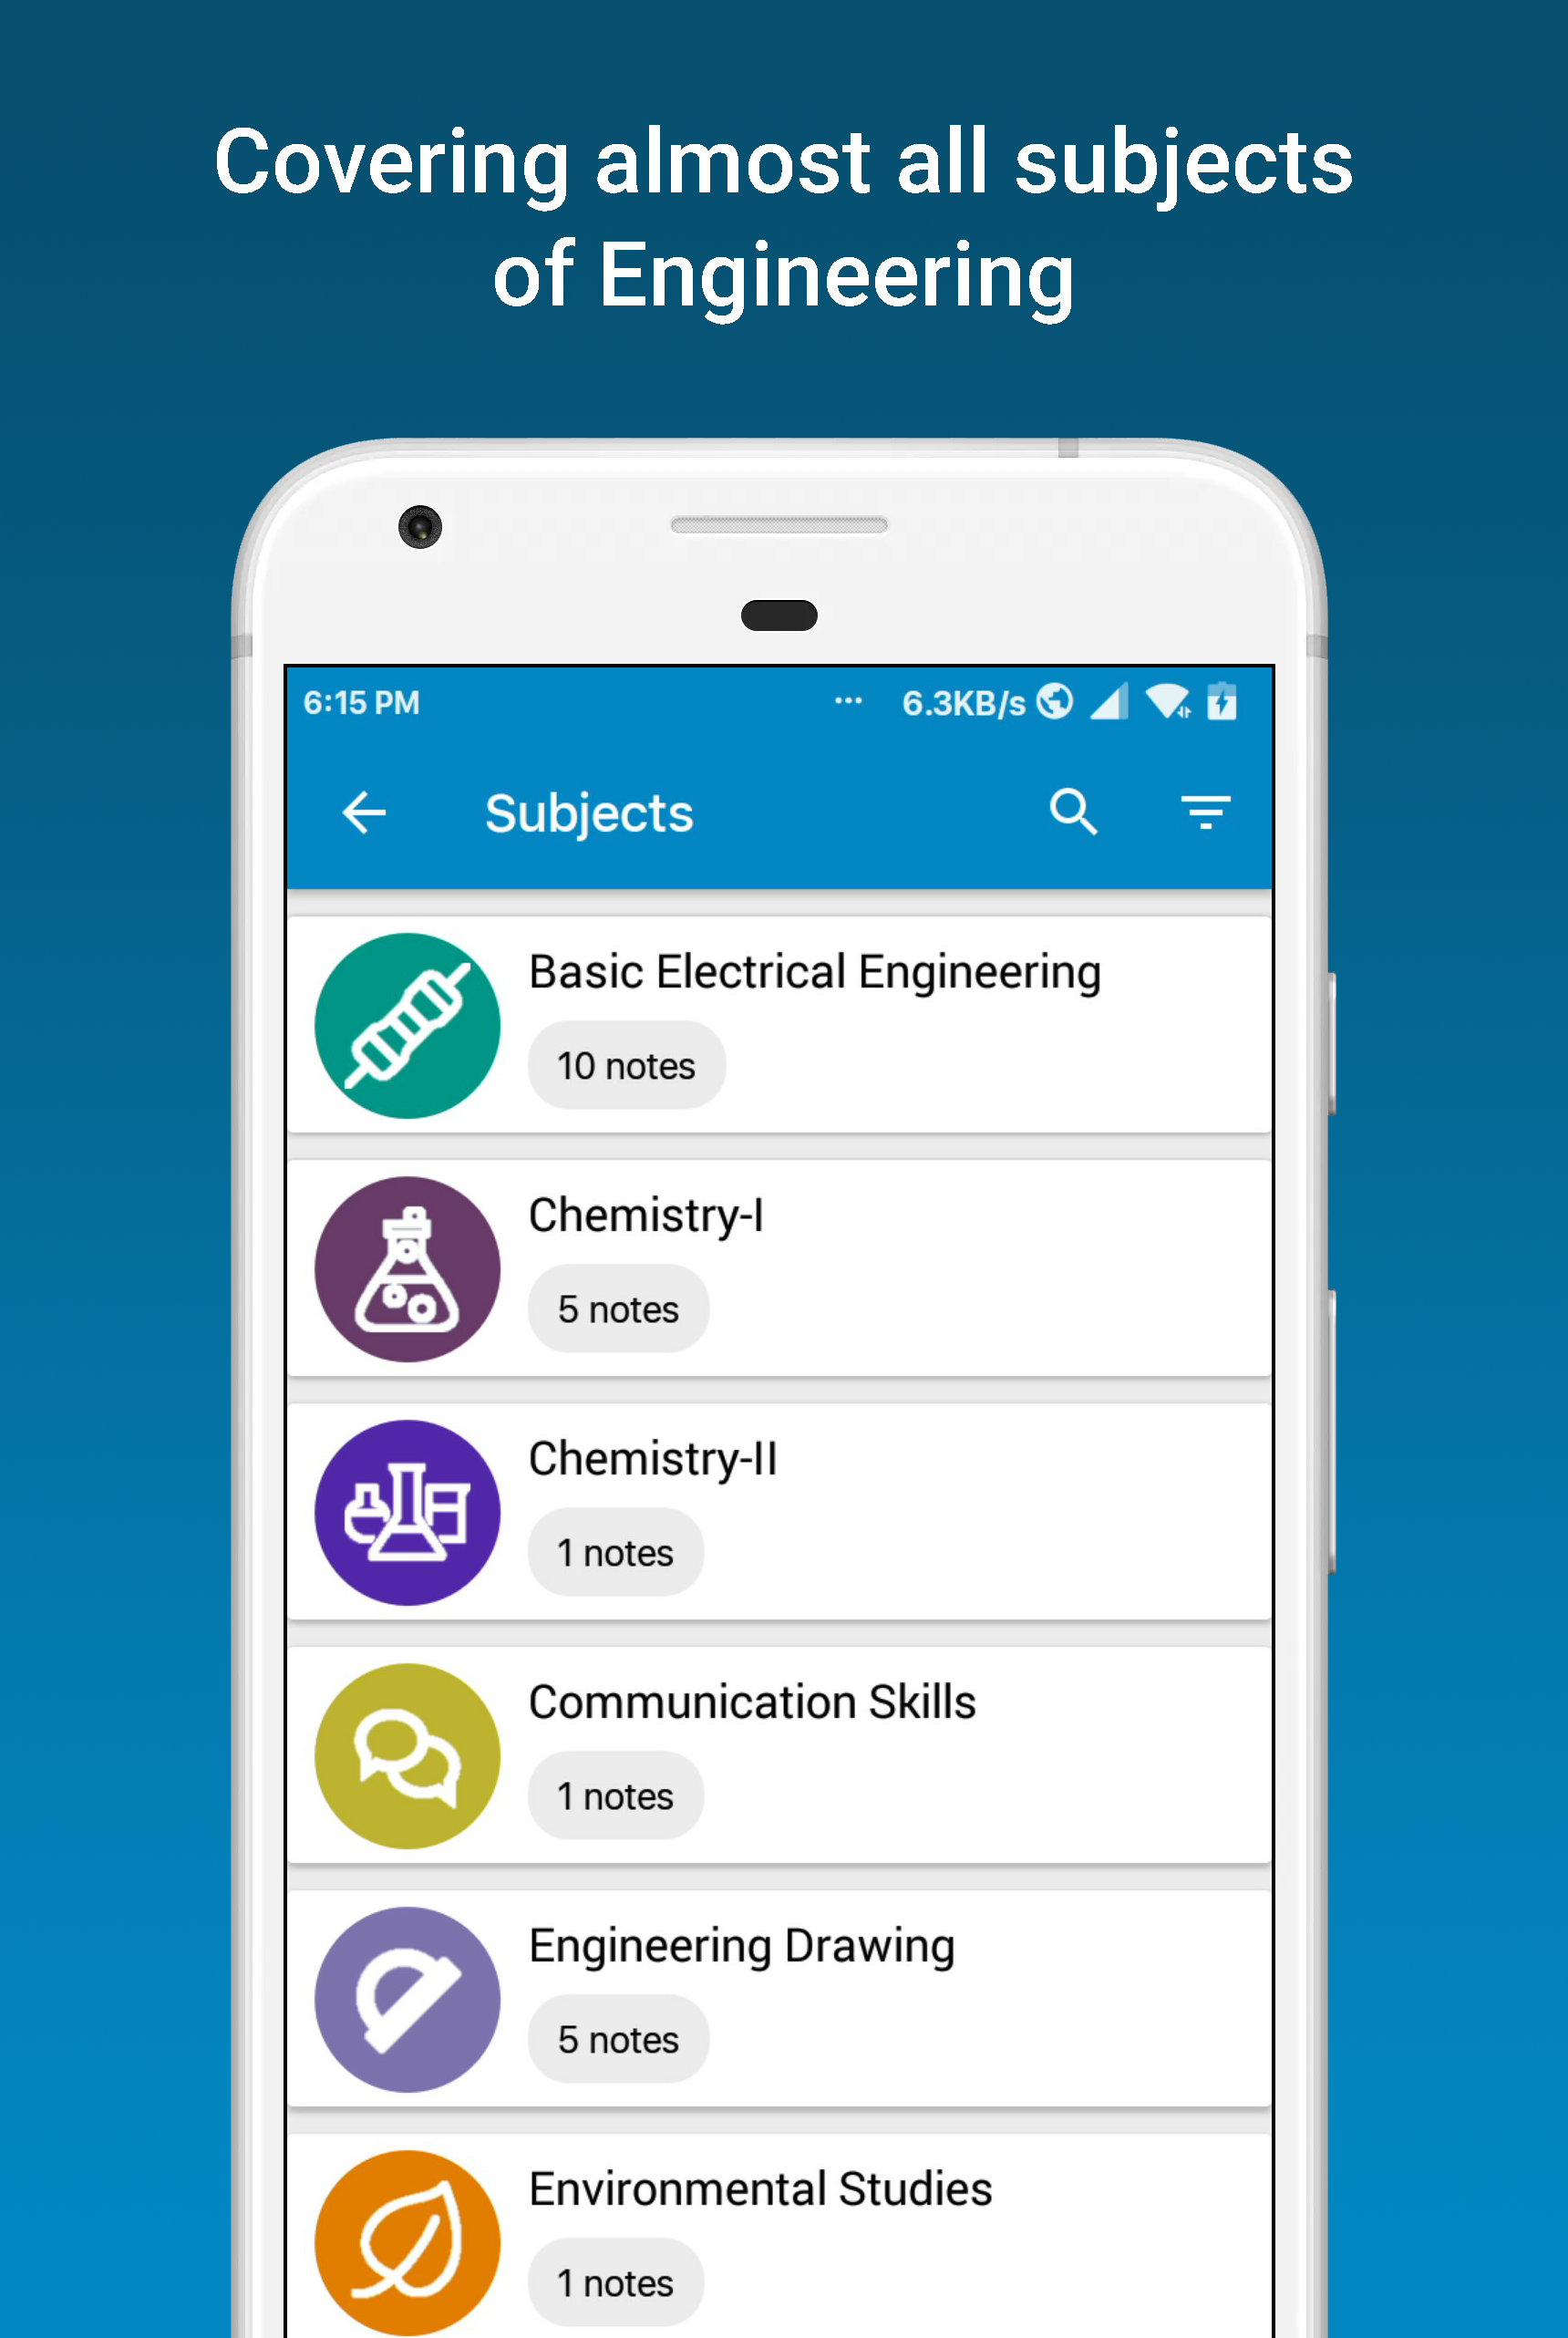 Covering almost all subjects
of Engineering
6:15 PM ... 6.3KB/s
Subjects
Basic Electrical Engineering
10 notes
Chemistry-I
5 notes
Chemistry-II
1 notes
Communication Skills
1 notes
Engineering Drawing
5 notes
Environmental Studies
1 notes